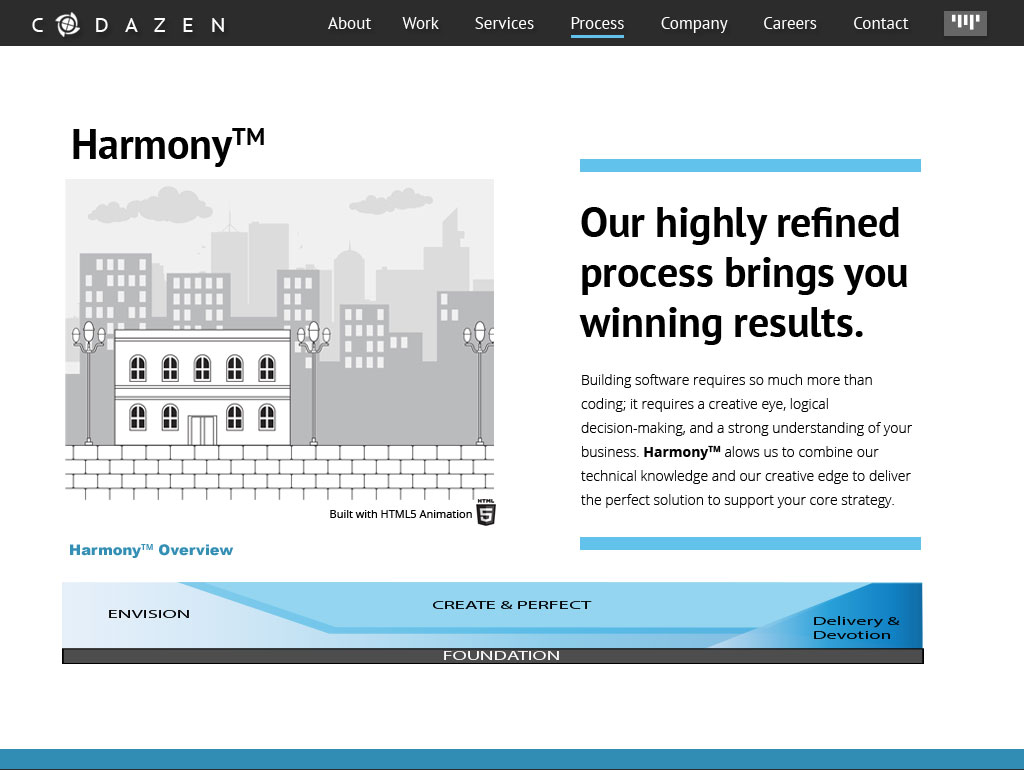 CODAZEN
About Work Services Process Company Careers Contact
Harmony™
Our highly refined
process brings you
winning results.
Building software requires so much more than
coding; it requires a creative eye, logical
decision-making, and a strong understanding of your
business. Harmony™ alows us to combine our
technical knowledge and our creative edge to deliver
the perfect solution to support your core strategy.
Built with HTML5 Animation
HTML
5
Harmony™ Overview
ENVISION
CREATE & PERFECT
Delivery &
Devotion
FOUNDATION